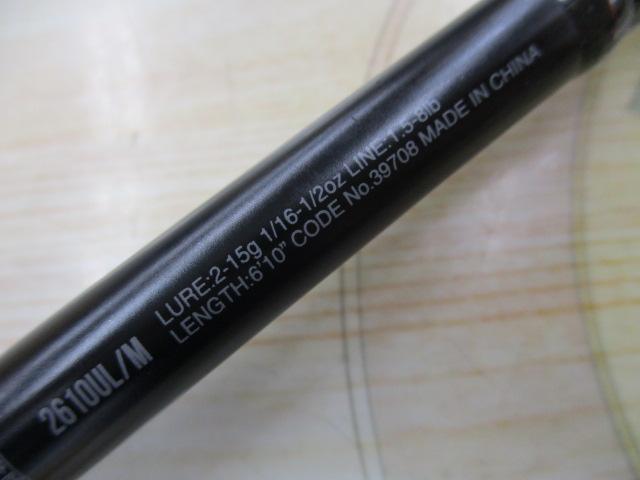 2610UL/M
LURE:2-15g 1/16-1/2oz LINE:1.5-8lb
LENGTH:6'10" CODE No.39708 MADE IN CHINA